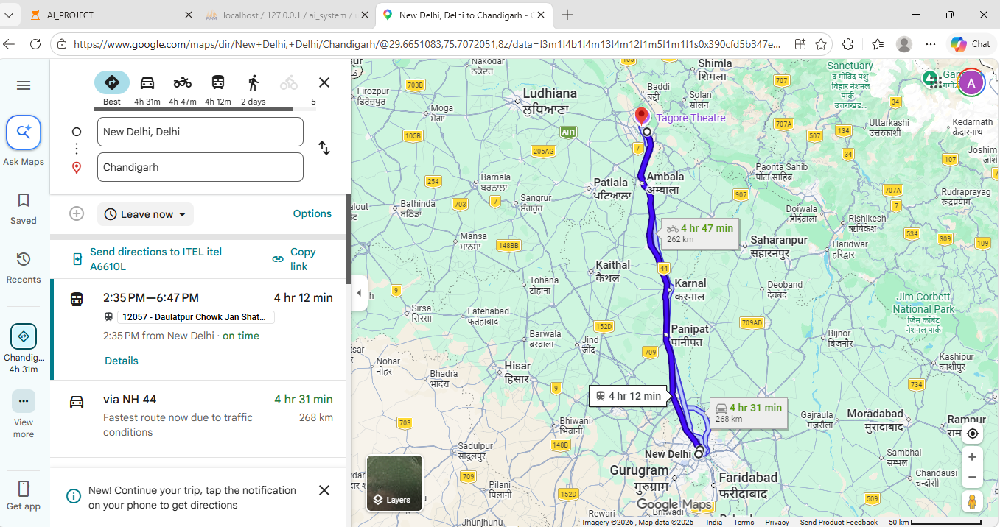 AI_PROJECT
localhost / 127.0.0.1 / ai_system /
New Delhi, Delhi to Chandigarh -
https://www.google.com/maps/dir/New+Delhi,+Delhi/Chandigarh/@29.6651083,75.7072051,8z/data=!3m1!4b1!4m13!4m12!1m5!1m1!1s0x390cfd5b347e...
Chat
Best
4h 31m
4h 47m
4h 12m
2 days
—
5
New Delhi, Delhi
Chandigarh
Ask Maps
Saved
Recents
Chandig...
4h 31m
View
more
Get app
Leave now
Options
Send directions to ITEL itel
A6610L
Copy
link
2:35 PM—6:47 PM
4 hr 12 min
12057 - Daulatpur Chowk Jan Shat...
2:35 PM from New Delhi · on time
Details
via NH 44
4 hr 31 min
Fastest route now due to traffic
conditions
268 km
New! Continue your trip, tap the notification
on your phone to get directions
Nakodar
ਨਕੋਦਰ
Firozpur
703B
Ludhiana
ਲੁਧਿਆਣਾ
Moga
ਮੋਗਾ
105B
AH1
205AG
Baddi
बद्दी
Shimla
शिमला
Solan
सोलन
707
Sanctuary
A
34
Tagore Theatre
707A
507
134
Uttarkashi
उत्तरकाशी
Kedarnath
केदारनाथ
34
107
7
254
Barnala
ਬਰਨਾਲਾ
Patiala
ਪਟਿਆਲਾ
Ambala
अम्बाला
Paonta Sahib
पांटा साहिब
707A
7
Rudraprayag
रुद्रप्रयाग
Bathinda
ਬਠਿੰਡਾ
703
7
Sangrur
ਸੰਗਰੂਰ
907
Doiwala
डोईवाला
Rishikesh
ऋषिकेश
4 hr 47 min
262 km
534
309
109
Mansa
ਮਾਨਸਾ
148BB
Saharanpur
सहारनपुर
Haridwar
हरिद्वार
Kaithal
कैथल
44
9
Tohana
टोहाना
Karnal
करनाल
Deoband
देवबंद
Jim Corbett
National Park
जिम कॉर्बेट
नेशनल पार्क
Sirsa
सिरसा
Fatehabad
फतेहाबाद
152D
Panipat
पानीपत
709AD
Barwala
बरवाला
Jind
जींद
709
Bijnor
बिजनौर
Kashipur
काशीपुर
Nohar
नोहर
Hisar
हिसार
Bhadra
भादरा
9
734
4 hr 12 min
4 hr 31 min
268 km
703
Bhiwani
भिवानी
Gajraula
गजरौला
Moradabad
मुरादाबाद
Rampur
148B
Sadulpur
सादुलपुर
New Delhi
Sambhal
सम्भल
Gurugram
गुरुग्राम
Faridabad
फरीदाबाद
Chandausi
चन्दौसी
709
Pilani
पिलानी
152D
509
Layers
Rewari
Google Maps
Jhunjhunu
Imagery ©2026 , Map data ©2026
India
Terms
Privacy
Send Product Feedback
50 km